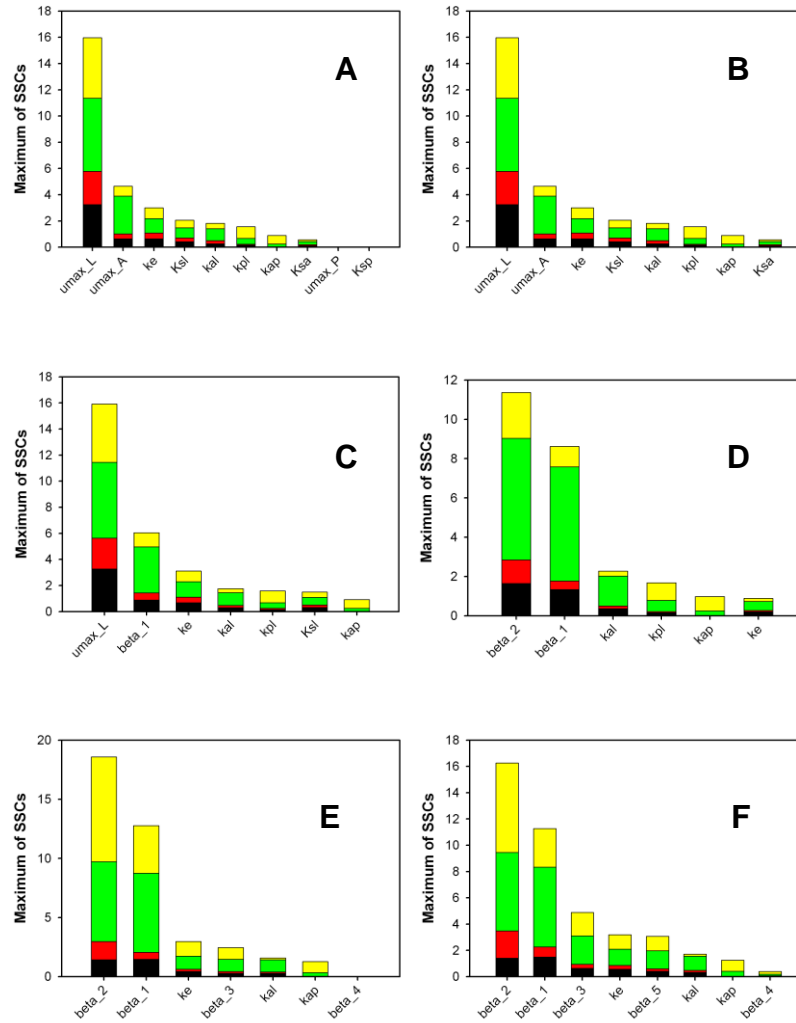 18
16
14
12
10
8
6
4
2
0
Maximum of SSCs
A
umax_L
umax_A
ke
Ksl
kal
kpl
kap
Ksa
umax_P
Ksp
18
16
14
12
10
8
6
4
2
0
Maximum of SSCs
B
umax_L
umax_A
ke
Ksl
kal
kpl
kap
Ksa
18
16
14
12
10
8
6
4
2
0
Maximum of SSCs
C
umax_L
beta_1
ke
kal
kpl
Ksl
kap
12
10
8
6
4
2
0
Maximum of SSCs
D
beta_2
beta_1
kal
kpl
kap
ke
20
15
10
5
0
Maximum of SSCs
E
beta_2
beta_1
ke
beta_3
kal
kap
beta_4
18
16
14
12
10
8
6
4
2
0
Maximum of SSCs
F
beta_2
beta_1
beta_3
ke
beta_5
kal
kap
beta_4